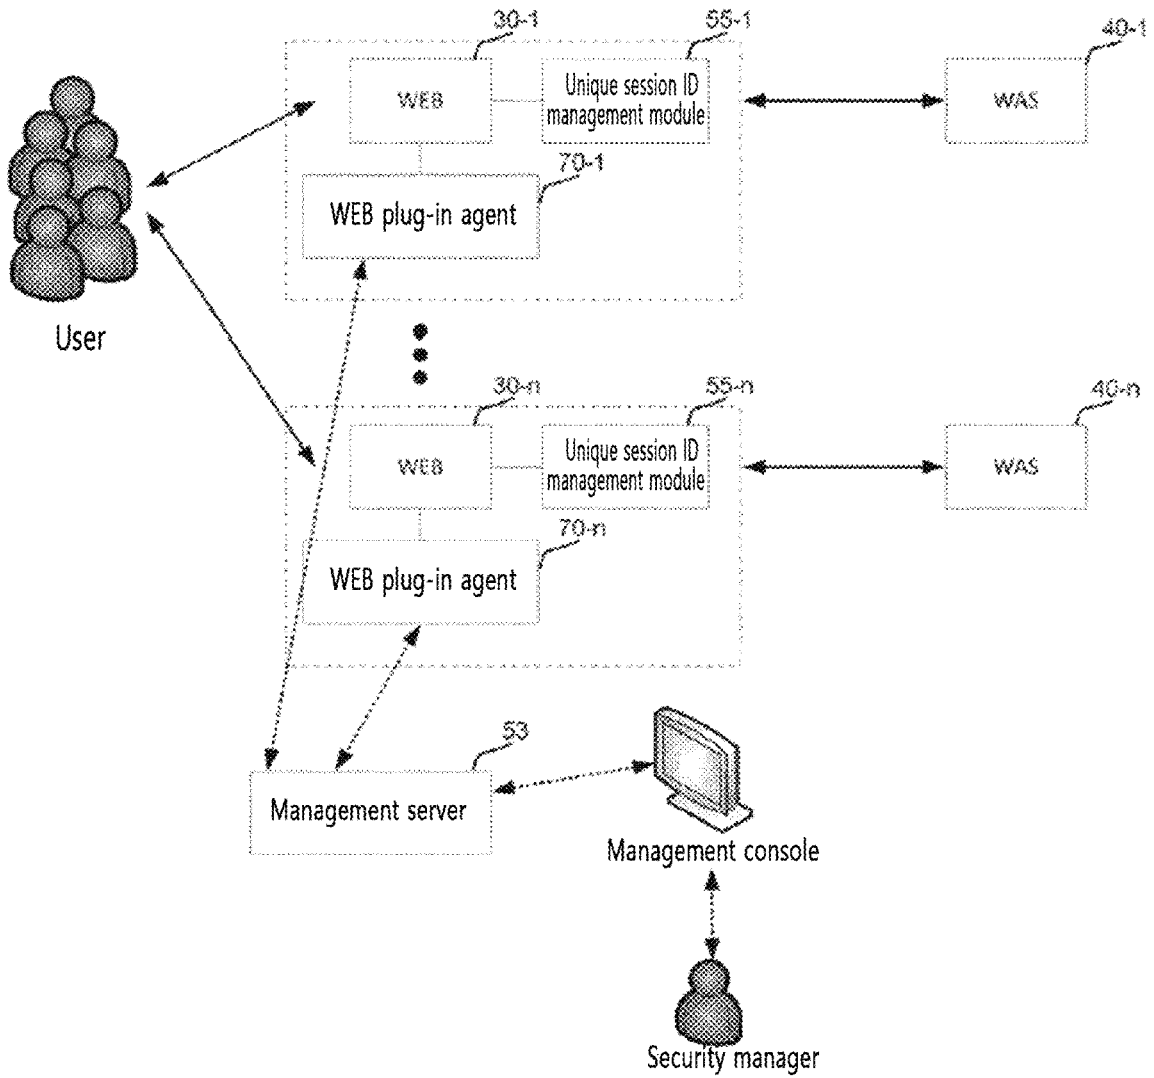 30-1
55-1
40-1
WEB
Unique session ID
management module
WAS
70-1
WEB plug-in agent
User
30-n
55-n
40-n
WEB
Unique session ID
management module
WAS
70-n
WEB plug-in agent
53
Management server
Management console
Security manager